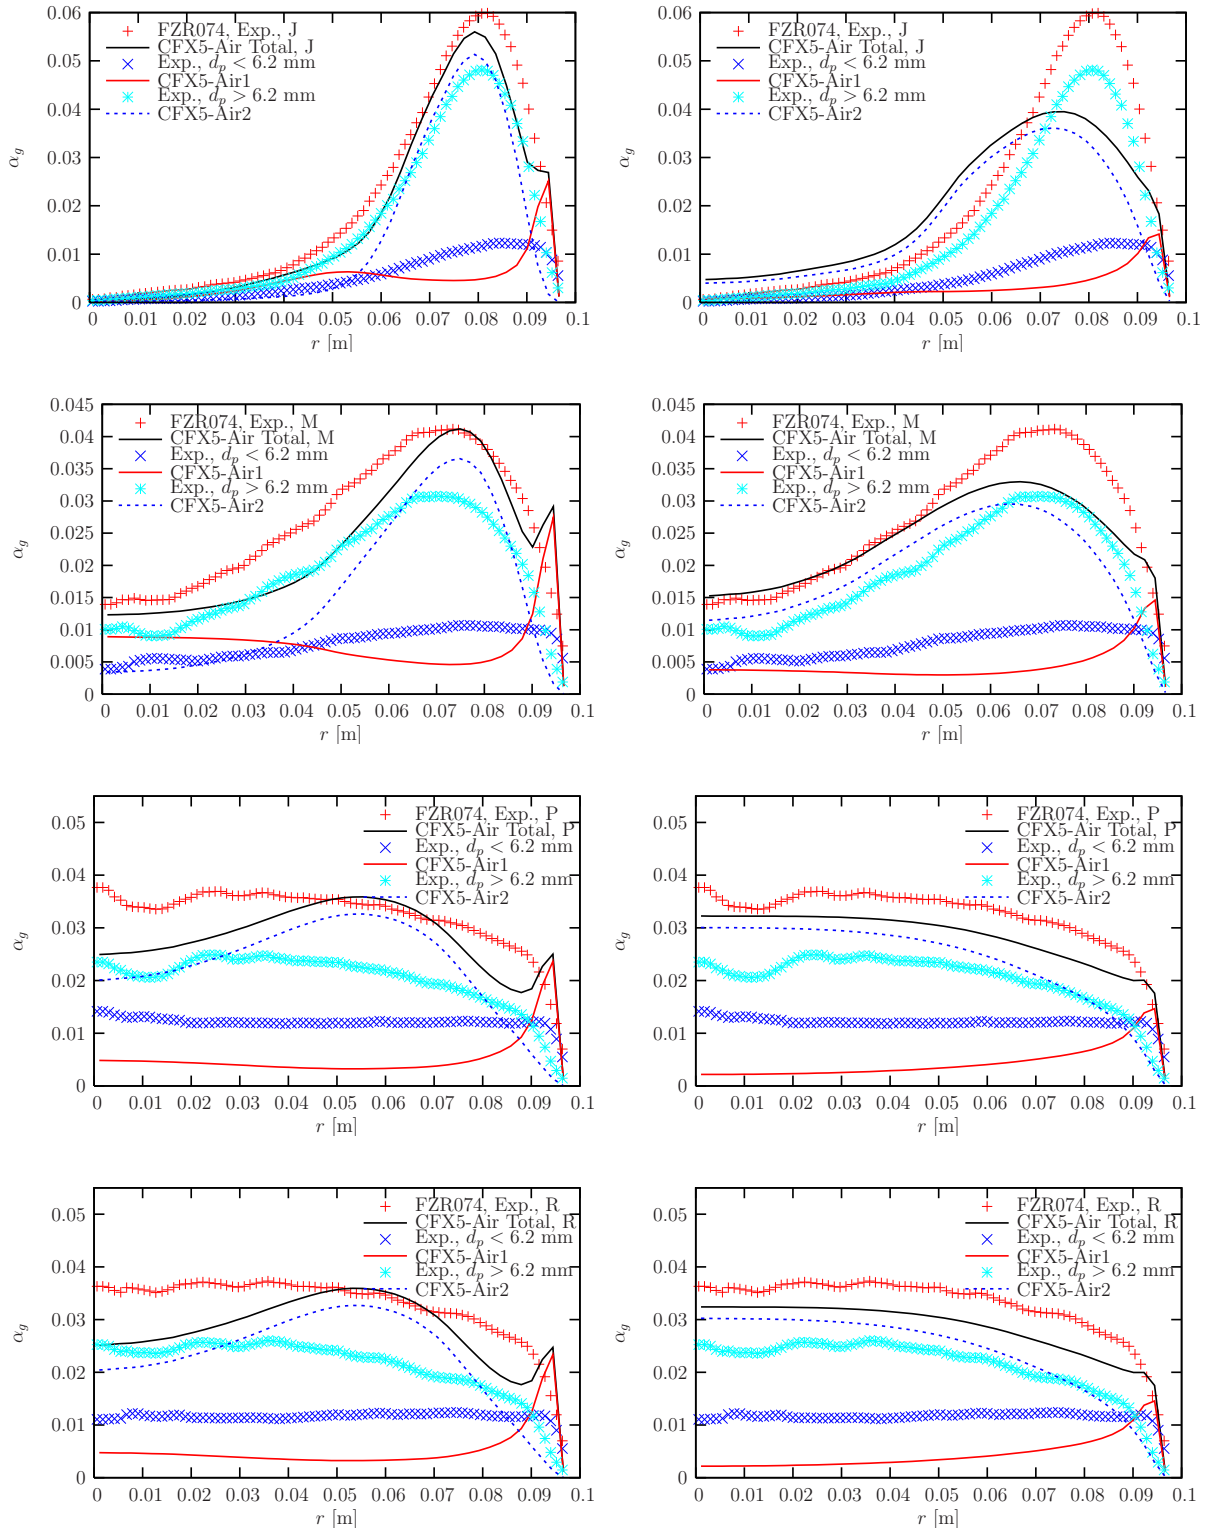 0.06
0.05
0.04
0.03
0.02
0.01
0
α_g
FZR074, Exp., J
CFX5-Air Total, J
Exp., d_p < 6.2 mm
CFX5-Air1
Exp., d_p > 6.2 mm
CFX5-Air2
0 0.01 0.02 0.03 0.04 0.05 0.06 0.07 0.08 0.09 0.1
r [m]
0.06
0.05
0.04
0.03
0.02
0.01
0
α_g
FZR074, Exp., J
CFX5-Air Total, J
Exp., d_p < 6.2 mm
CFX5-Air1
Exp., d_p > 6.2 mm
CFX5-Air2
0 0.01 0.02 0.03 0.04 0.05 0.06 0.07 0.08 0.09 0.1
r [m]
0.045
0.04
0.035
0.03
0.025
0.02
0.015
0.01
0.005
0
α_g
FZR074, Exp., M
CFX5-Air Total, M
Exp., d_p < 6.2 mm
CFX5-Air1
Exp., d_p > 6.2 mm
CFX5-Air2
0 0.01 0.02 0.03 0.04 0.05 0.06 0.07 0.08 0.09 0.1
r [m]
0.045
0.04
0.035
0.03
0.025
0.02
0.015
0.01
0.005
0
α_g
FZR074, Exp., M
CFX5-Air Total, M
Exp., d_p < 6.2 mm
CFX5-Air1
Exp., d_p > 6.2 mm
CFX5-Air2
0 0.01 0.02 0.03 0.04 0.05 0.06 0.07 0.08 0.09 0.1
r [m]
0.05
0.04
0.03
0.02
0.01
0
α_g
FZR074, Exp., P
CFX5-Air Total, P
Exp., d_p < 6.2 mm
CFX5-Air1
Exp., d_p > 6.2 mm
CFX5-Air2
0 0.01 0.02 0.03 0.04 0.05 0.06 0.07 0.08 0.09 0.1
r [m]
0.05
0.04
0.03
0.02
0.01
0
α_g
FZR074, Exp., P
CFX5-Air Total, P
Exp., d_p < 6.2 mm
CFX5-Air1
Exp., d_p > 6.2 mm
CFX5-Air2
0 0.01 0.02 0.03 0.04 0.05 0.06 0.07 0.08 0.09 0.1
r [m]
0.05
0.04
0.03
0.02
0.01
0
α_g
FZR074, Exp., R
CFX5-Air Total, R
Exp., d_p < 6.2 mm
CFX5-Air1
Exp., d_p > 6.2 mm
CFX5-Air2
0 0.01 0.02 0.03 0.04 0.05 0.06 0.07 0.08 0.09 0.1
r [m]
0.05
0.04
0.03
0.02
0.01
0
α_g
FZR074, Exp., R
CFX5-Air Total, R
Exp., d_p < 6.2 mm
CFX5-Air1
Exp., d_p > 6.2 mm
CFX5-Air2
0 0.01 0.02 0.03 0.04 0.05 0.06 0.07 0.08 0.09 0.1
r [m]